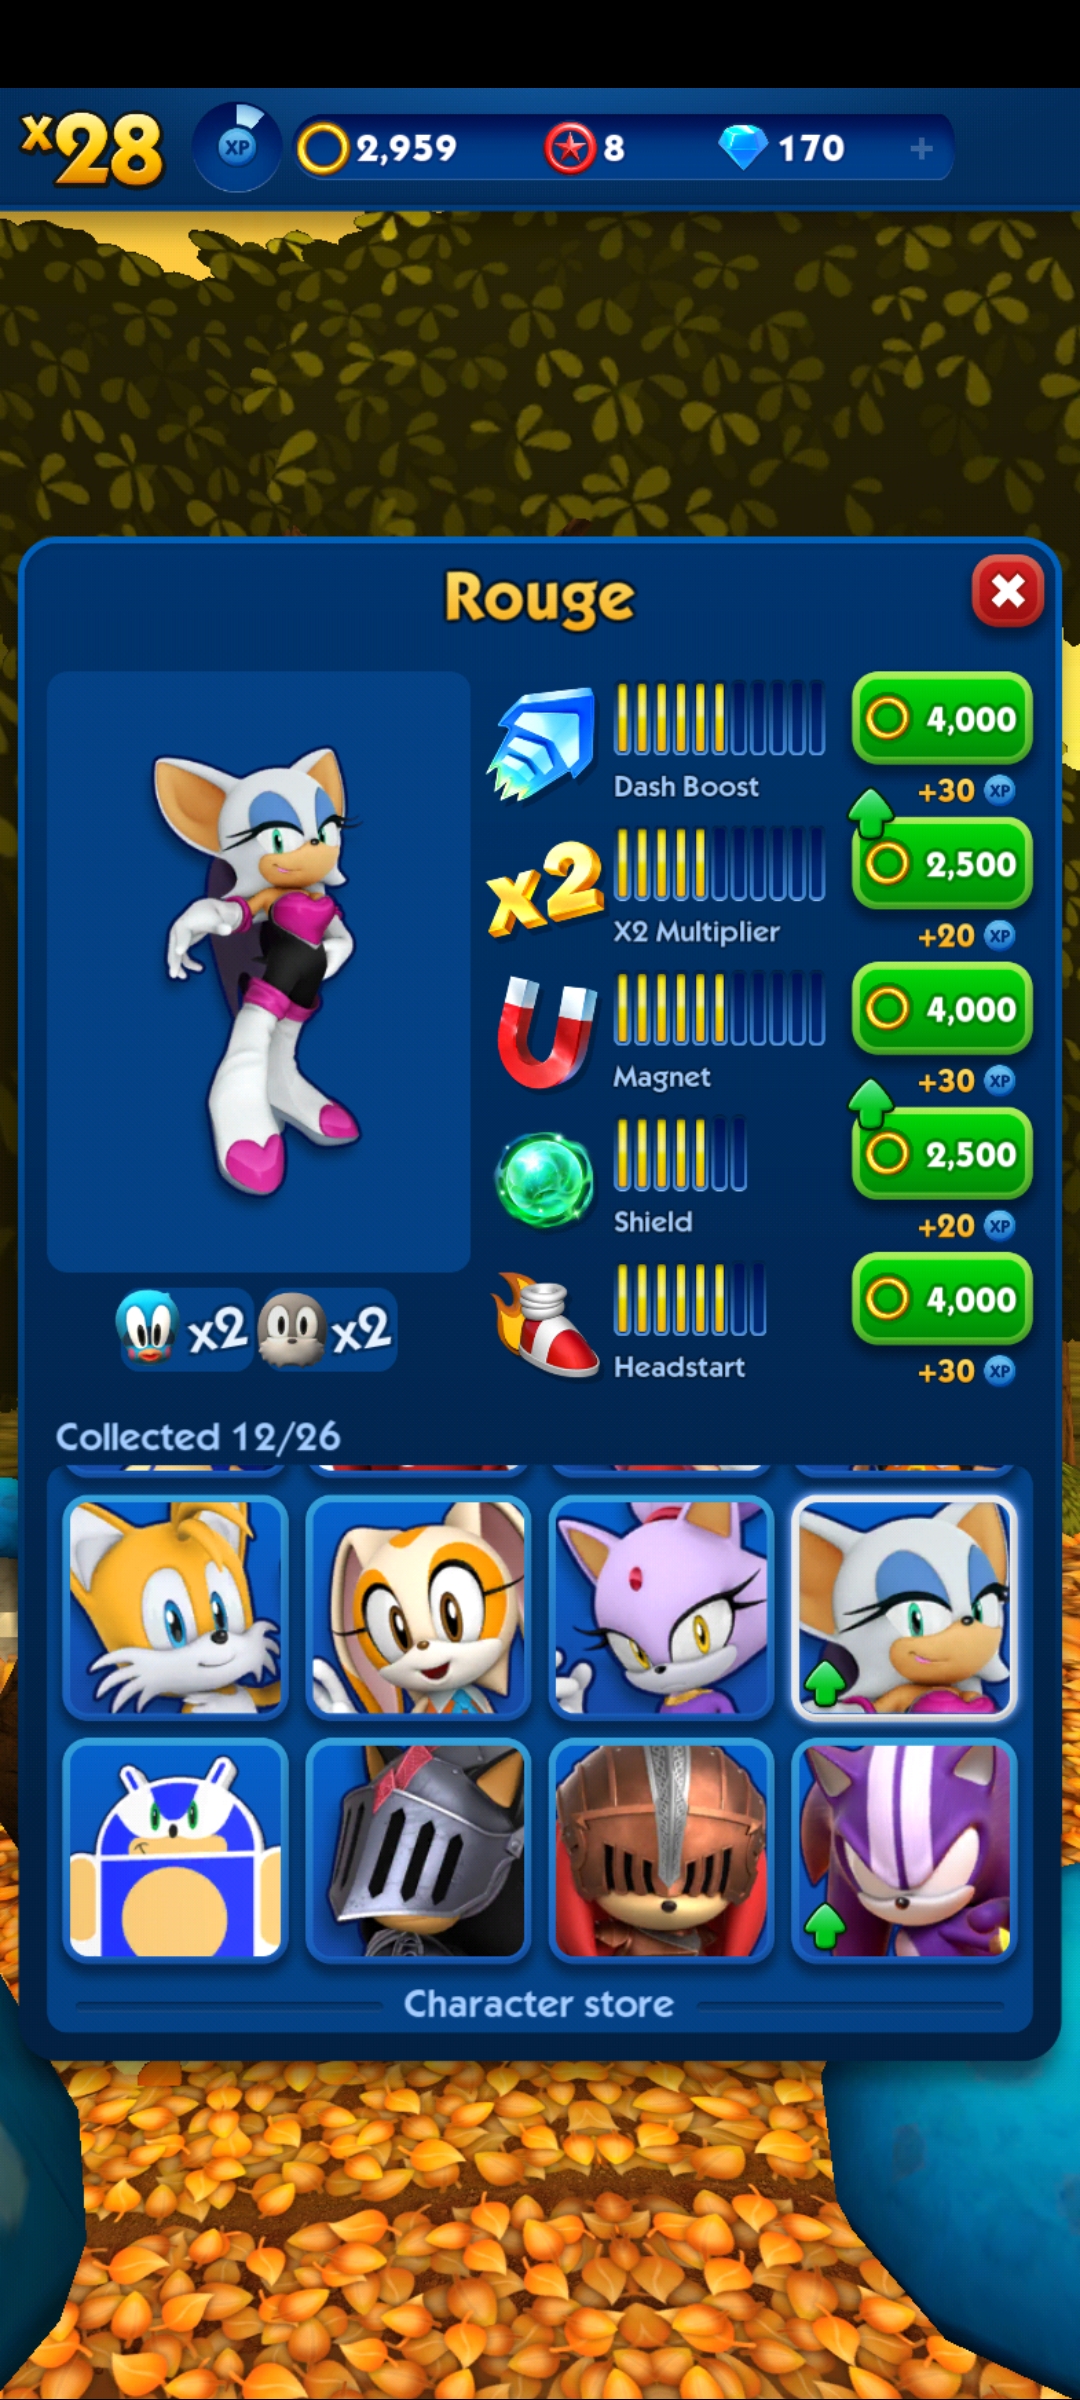 x28 XP 2,959 8 170 +
Rouge
4,000
Dash Boost
+30 XP
x2
2,500
X2 Multiplier
+20 XP
4,000
Magnet
+30 XP
2,500
Shield
+20 XP
x2 x2
4,000
Headstart
+30 XP
Collected 12/26
Character store